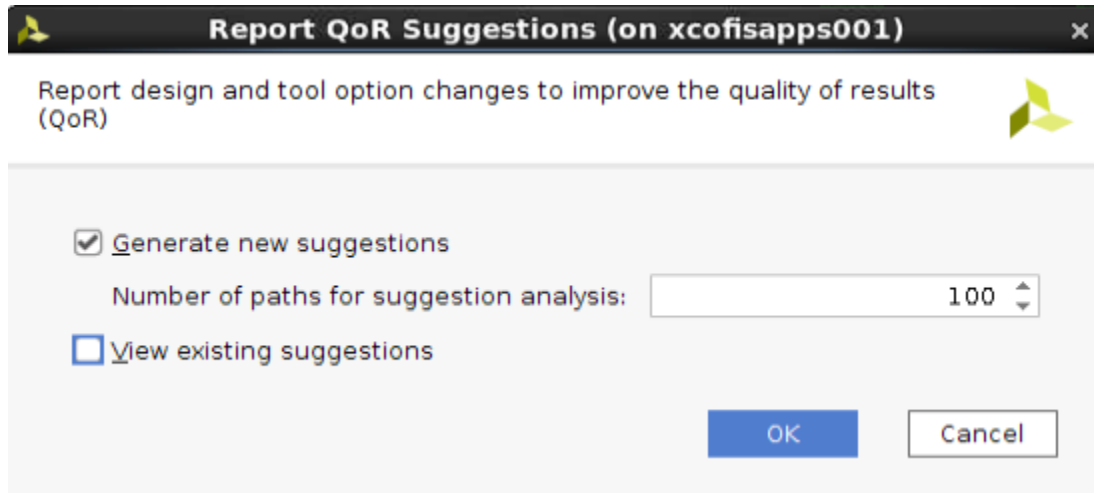 Report QoR Suggestions (on xcofisapps001)
Report design and tool option changes to improve the quality of results
(QoR)
Generate new suggestions
Number of paths for suggestion analysis: 100
View existing suggestions
OK Cancel